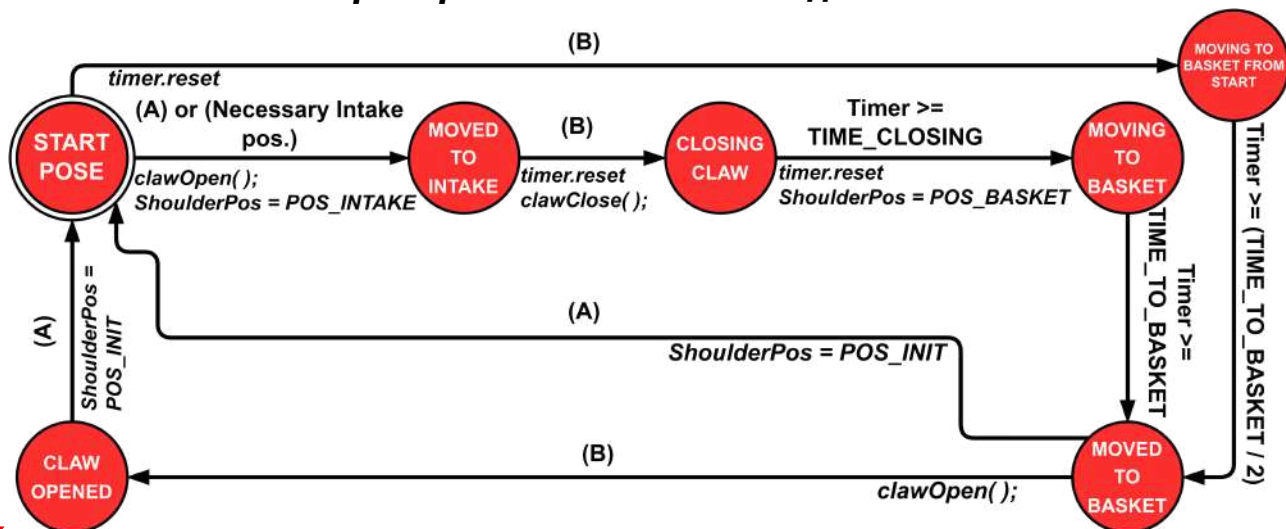 (B)
timer.reset
MOVING TO
BASKET FROM
START
START
POSE
(A) or (Necessary Intake
pos.)
clawOpen( );
ShoulderPos = POS_INTAKE
MOVED
TO
INTAKE
(B)
timer.reset
clawClose( );
CLOSING
CLAW
Timer >=
TIME_CLOSING
timer.reset
ShoulderPos = POS_BASKET
MOVING
TO
BASKET
Timer >=
TIME_TO_BASKET
Timer >= (TIME_TO_BASKET / 2)
(A)
ShoulderPos =
POS_INIT
(A)
ShoulderPos = POS_INIT
CLAW
OPENED
(B)
clawOpen( );
MOVED
TO
BASKET